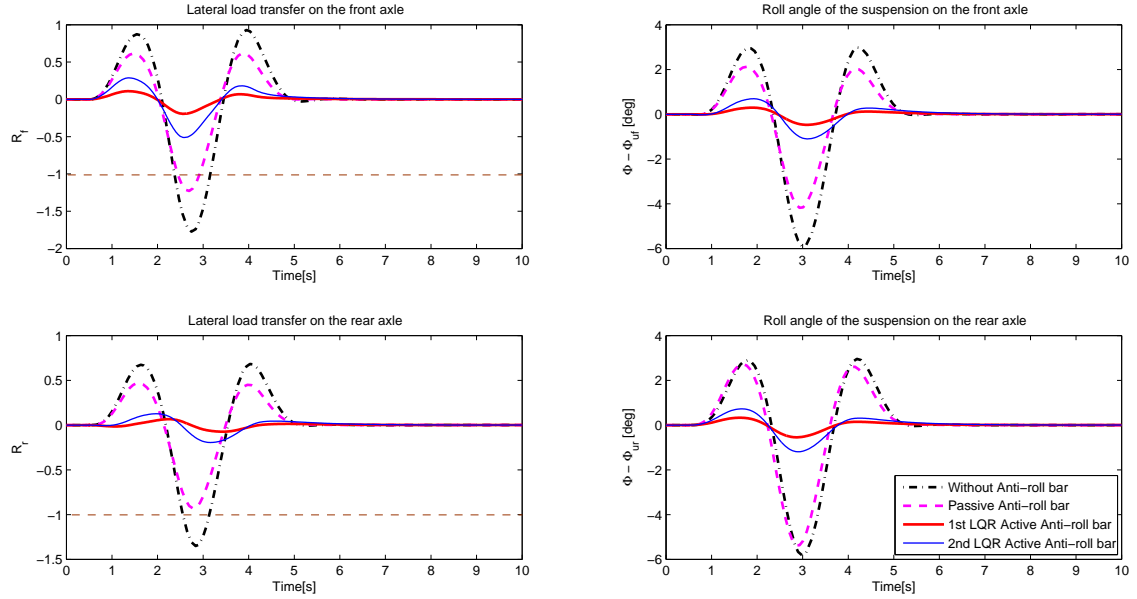 Lateral load transfer on the front axle
1
0.5
0
−0.5
−1
−1.5
−2
R_f
0 1 2 3 4 5 6 7 8 9 10
Time[s]
Roll angle of the suspension on the front axle
4
2
0
−2
−4
−6
Φ − Φ_uf [deg]
0 1 2 3 4 5 6 7 8 9 10
Time[s]
Lateral load transfer on the rear axle
1
0.5
0
−0.5
−1
−1.5
R_r
0 1 2 3 4 5 6 7 8 9 10
Time[s]
Roll angle of the suspension on the rear axle
4
2
0
−2
−4
−6
Φ − Φ_ur [deg]
0 1 2 3 4 5 6 7 8 9 10
Time[s]
Without Anti−roll bar
Passive Anti−roll bar
1st LQR Active Anti−roll bar
2nd LQR Active Anti−roll bar